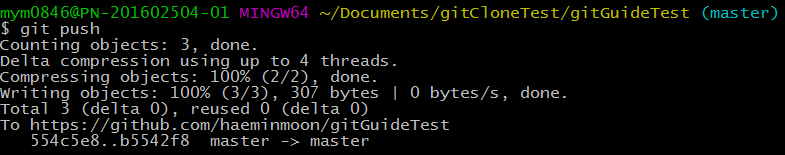 mym0846@PN-201602504-01 MINGW64 ~/Documents/gitCloneTest/gitGuideTest (master)
$ git push
Counting objects: 3, done.
Delta compression using up to 4 threads.
Compressing objects: 100% (2/2), done.
Writing objects: 100% (3/3), 307 bytes | 0 bytes/s, done.
Total 3 (delta 0), reused 0 (delta 0)
To https://github.com/haeminmoon/gitGuideTest
   554c5e8..b5542f8  master -> master